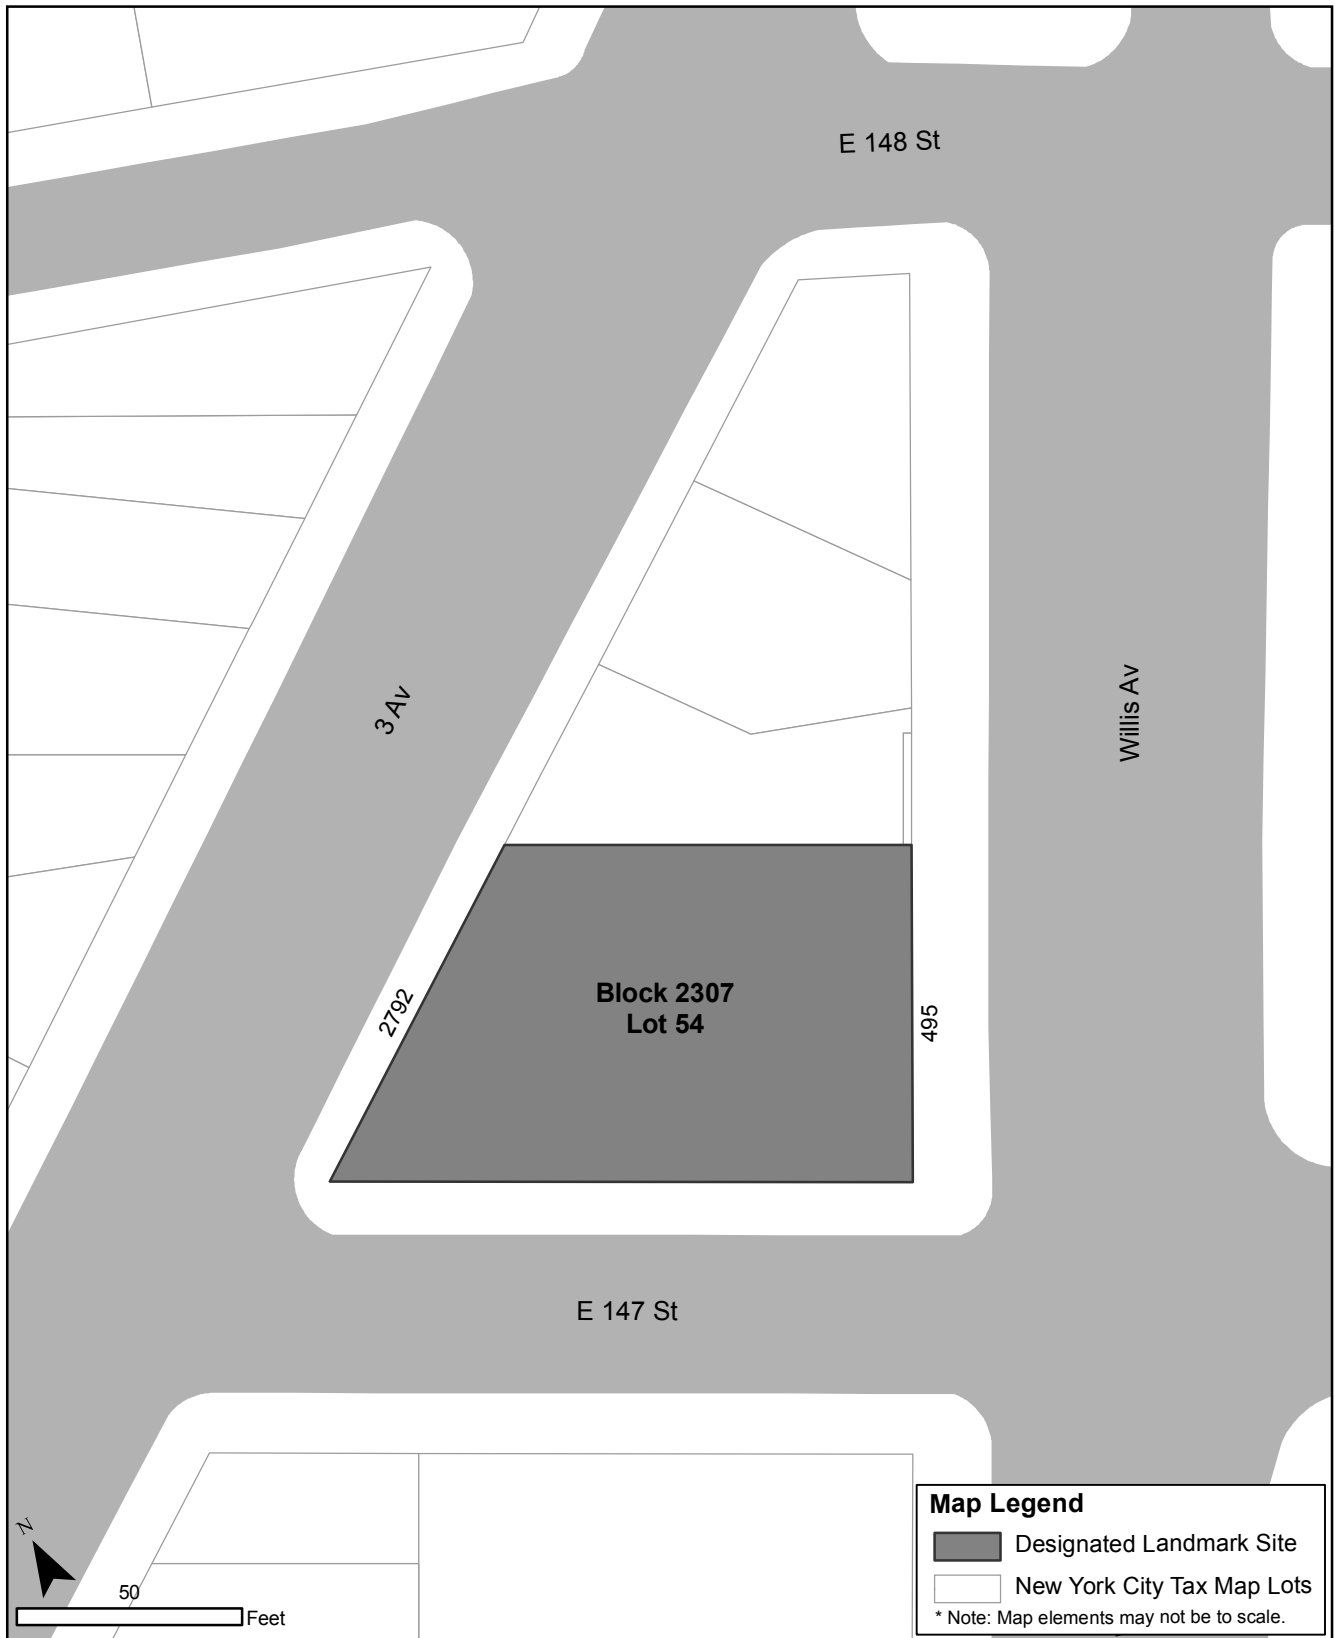 E 148 St
3 Av
Willis Av
2792
Block 2307
Lot 54
495
E 147 St
N
50
Feet
Map Legend
Designated Landmark Site
New York City Tax Map Lots
* Note: Map elements may not be to scale.